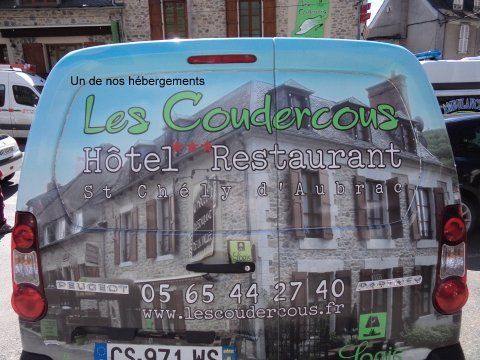 Un de nos hébergements
Les Coudercous
Hôtel*** Restaurant
St Chély d'Aubrac
PEUGEOT
05 65 44 27 40
PARTNER
www.lescoudercous.fr
CS-971-WS